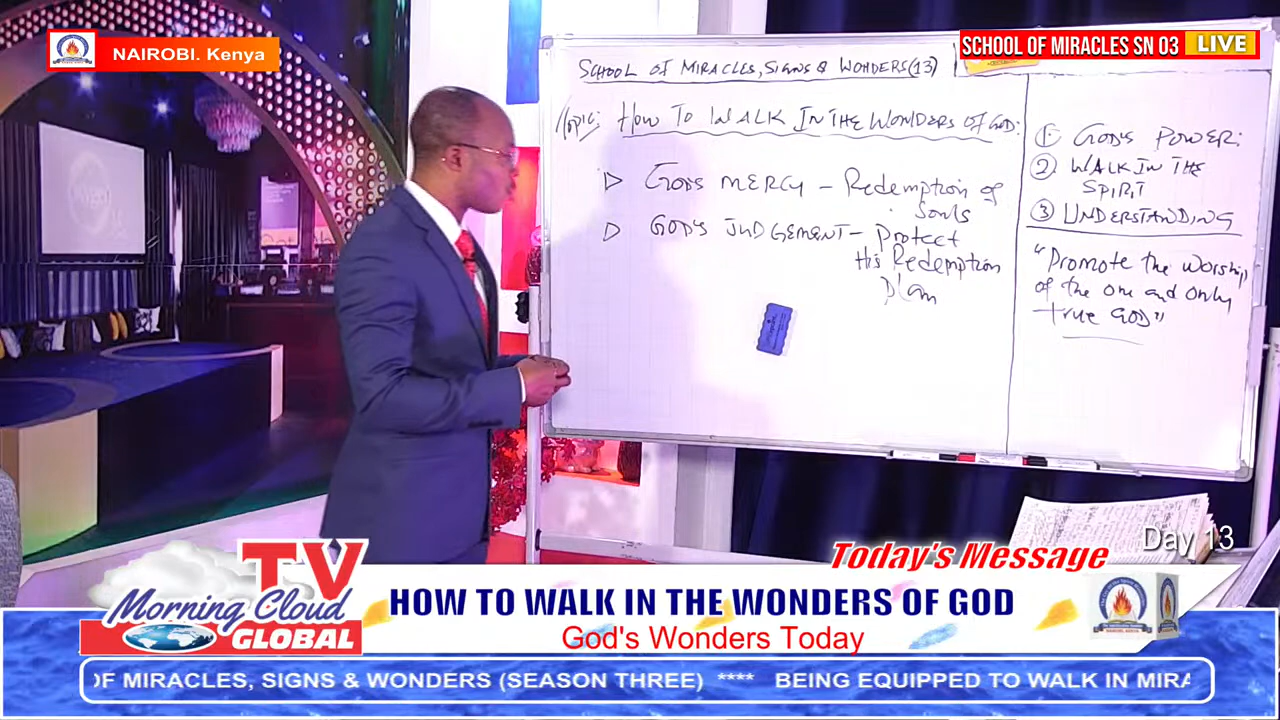 NAIROBI. Kenya
SCHOOL OF MIRACLES SN 03 LIVE
SCHOOL OF MIRACLES, SIGNS & WONDERS (13)
Topic: HOW TO WALK IN THE WONDERS OF GOD:
▷ GOD'S MERCY – Redemption of
Souls
▷ GOD'S JUDGEMENT – Protect
His Redemption
Plan
① GOD'S POWER:
② WALK IN THE
SPIRIT
③ UNDERSTANDING
"Promote the worship
of the one and only
true GOD"
Day 13
Today's Message
TV
Morning Cloud
GLOBAL
HOW TO WALK IN THE WONDERS OF GOD
God's Wonders Today
OF MIRACLES, SIGNS & WONDERS (SEASON THREE) **** BEING EQUIPPED TO WALK IN MIRA